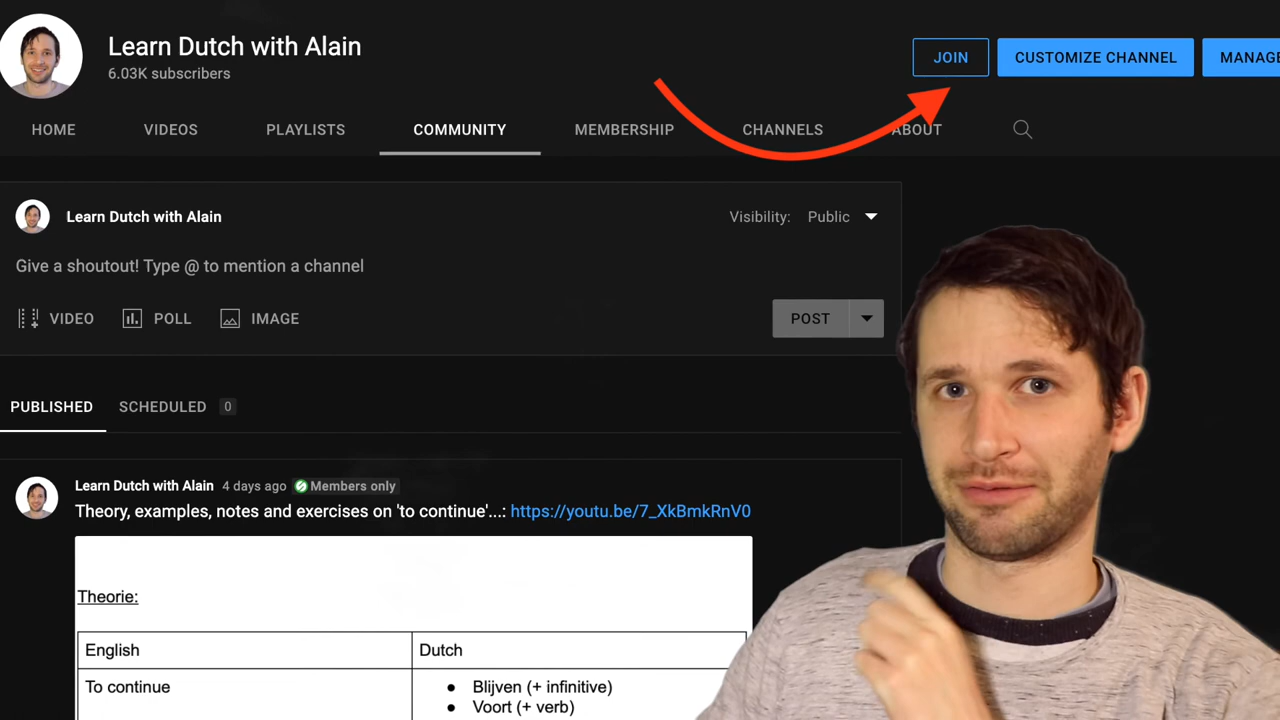 Learn Dutch with Alain
6.03K subscribers
JOIN
CUSTOMIZE CHANNEL
HOME
VIDEOS
PLAYLISTS
COMMUNITY
MEMBERSHIP
CHANNELS
ABOUT
Learn Dutch with Alain
Visibility: Public
Give a shoutout! Type @ to mention a channel
VIDEO
POLL
IMAGE
POST
PUBLISHED
SCHEDULED 0
Learn Dutch with Alain 4 days ago Members only
Theory, examples, notes and exercises on 'to continue'...: https://youtu.be/7_XkBmkRnV0
Theorie:
English
Dutch
To continue
● Blijven (+ infinitive)
● Voort (+ verb)